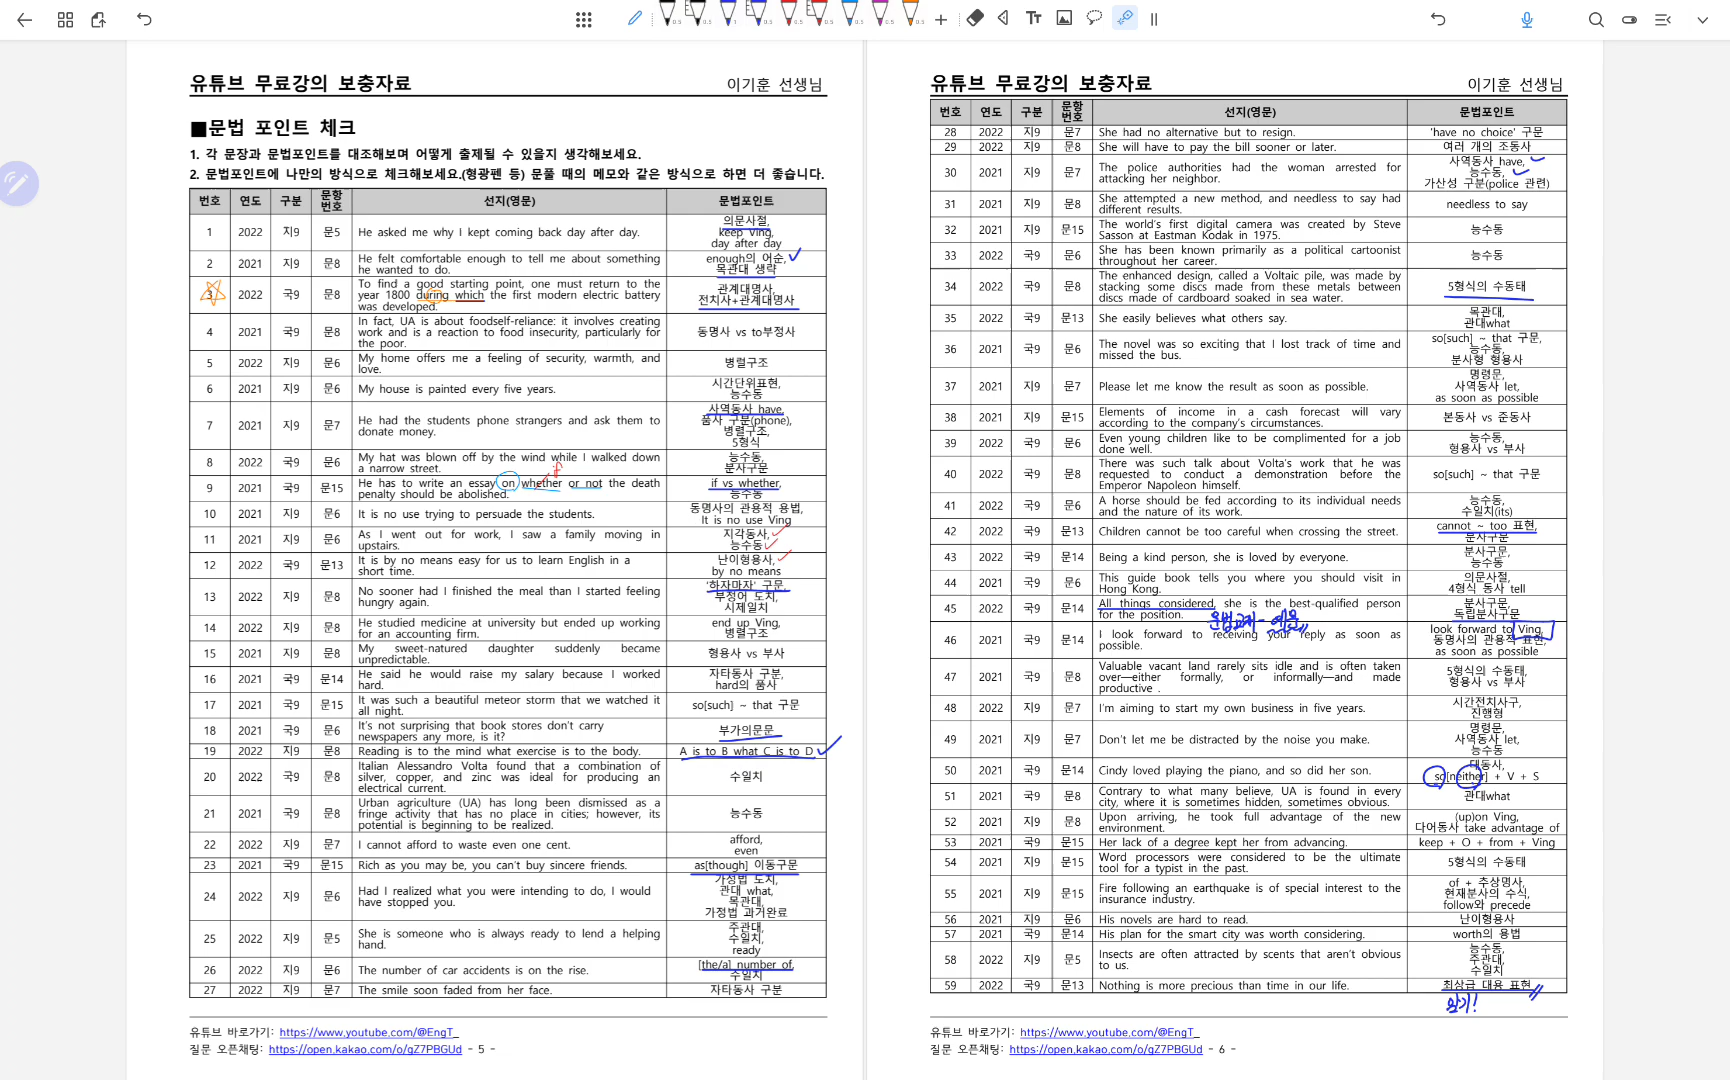 유튜브 무료강의 보충자료 이기훈 선생님
■문법 포인트 체크
1. 각 문장과 문법포인트를 대조해보며 어떻게 출제될 수 있을지 생각해보세요.
2. 문법포인트에 나만의 방식으로 체크해보세요.(형광펜 등) 문풀 때의 메모와 같은 방식으로 하면 더 좋습니다.
번호 연도 구분 문항 선지(영문) 문법포인트
번호
1 2022 지9 문5 He asked me why I kept coming back day after day. 의문사절,
keep Ving,
day after day
2 2021 지9 문8 He felt comfortable enough to tell me about something enough의 어순,
he wanted to do. 목관대 생략
3 2022 국9 문8 To find a good starting point, one must return to the 관계대명사,
year 1800 during which the first modern electric battery 전치사+관계대명사
was developed.
4 2021 국9 문8 In fact, UA is about foodself-reliance: it involves creating 동명사 vs to부정사
work and is a reaction to food insecurity, particularly for
the poor.
5 2022 지9 문6 My home offers me a feeling of security, warmth, and 병렬구조
love.
6 2021 지9 문6 My house is painted every five years. 시간단위표현,
능수동
7 2021 지9 문7 He had the students phone strangers and ask them to 사역동사 have,
donate money. 품사 구분(phone),
병렬구조,
5형식
8 2022 국9 문6 My hat was blown off by the wind while I walked down 능수동,
a narrow street. 분사구문
if
9 2021 국9 문15 He has to write an essay on whether or not the death if vs whether,
penalty should be abolished. 능수동
10 2021 지9 문6 It is no use trying to persuade the students. 동명사의 관용적 용법,
It is no use Ving
11 2021 지9 문6 As I went out for work, I saw a family moving in 지각동사,
upstairs. 능수동
12 2022 국9 문13 It is by no means easy for us to learn English in a 난이형용사,
short time. by no means
13 2022 지9 문8 No sooner had I finished the meal than I started feeling '하자마자' 구문,
hungry again. 부정어 도치,
시제일치
14 2022 지9 문8 He studied medicine at university but ended up working end up Ving,
for an accounting firm. 병렬구조
15 2021 지9 문8 My sweet-natured daughter suddenly became 형용사 vs 부사
unpredictable.
16 2021 국9 문14 He said he would raise my salary because I worked 자타동사 구분,
hard. hard의 품사
17 2021 국9 문15 It was such a beautiful meteor storm that we watched it so[such] ~ that 구문
all night.
18 2021 국9 문6 It's not surprising that book stores don't carry 부가의문문
newspapers any more, is it?
19 2022 지9 문8 Reading is to the mind what exercise is to the body. A is to B what C is to D
20 2022 국9 문8 Italian Alessandro Volta found that a combination of 수일치
silver, copper, and zinc was ideal for producing an
electrical current.
21 2021 국9 문8 Urban agriculture (UA) has long been dismissed as a 능수동
fringe activity that has no place in cities; however, its
potential is beginning to be realized.
22 2022 지9 문7 I cannot afford to waste even one cent. afford,
even
23 2021 국9 문15 Rich as you may be, you can't buy sincere friends. as[though] 이동구문
24 2022 지9 문6 Had I realized what you were intending to do, I would 가정법 도치,
have stopped you. 관대 what,
목관대,
가정법 과거완료
25 2022 지9 문5 She is someone who is always ready to lend a helping 주관대,
hand. 수일치,
ready
26 2022 지9 문6 The number of car accidents is on the rise. [the/a] number of,
수일치
27 2022 지9 문7 The smile soon faded from her face. 자타동사 구분
유튜브 바로가기: https://www.youtube.com/@EngT_
질문 오픈채팅: https://open.kakao.com/o/gZ7PBGUd - 5 -
유튜브 무료강의 보충자료 이기훈 선생님
번호 연도 구분 문항 선지(영문) 문법포인트
번호
28 2022 지9 문7 She had no alternative but to resign. 'have no choice' 구문
29 2022 지9 문8 She will have to pay the bill sooner or later. 여러 개의 조동사
30 2021 지9 문7 The police authorities had the woman arrested for 사역동사 have,
attacking her neighbor. 능수동,
가산성 구분(police 관련)
31 2021 지9 문8 She attempted a new method, and needless to say had needless to say
different results.
32 2021 지9 문15 The world's first digital camera was created by Steve 능수동
Sasson at Eastman Kodak in 1975.
33 2022 국9 문6 She has been known primarily as a political cartoonist 능수동
throughout her career.
34 2022 국9 문8 The enhanced design, called a Voltaic pile, was made by 5형식의 수동태
stacking some discs made from these metals between
discs made of cardboard soaked in sea water.
35 2022 국9 문13 She easily believes what others say. 목관대,
관대what
36 2021 국9 문6 The novel was so exciting that I lost track of time and so[such] ~ that 구문,
missed the bus. 능수동,
분사형 형용사
37 2021 지9 문7 Please let me know the result as soon as possible. 명령문,
사역동사 let,
as soon as possible
38 2021 지9 문15 Elements of income in a cash forecast will vary 본동사 vs 준동사
according to the company's circumstances.
39 2021 국9 문6 Even young children like to be complimented for a job 능수동,
done well. 형용사 vs 부사
40 2022 국9 문8 There was such talk about Volta's work that he was so[such] ~ that 구문
requested to conduct a demonstration before the
Emperor Napoleon himself.
41 2022 국9 문6 A horse should be fed according to its individual needs 능수동,
and the nature of its work. 수일치(its)
42 2022 국9 문13 Children cannot be too careful when crossing the street. cannot ~ too 표현,
분사구문
43 2022 국9 문14 Being a kind person, she is loved by everyone. 분사구문,
능수동
44 2021 국9 문6 This guide book tells you where you should visit in 의문사절,
Hong Kong. 4형식 동사 tell
45 2022 국9 문14 All things considered, she is the best-qualified person 분사구문,
for the position. 독립분사구문
문법교재 - 예문
46 2021 국9 문14 I look forward to receiving your reply as soon as look forward to Ving,
possible. 동명사의 관용적 표현,
as soon as possible
47 2021 국9 문8 Valuable vacant land rarely sits idle and is often taken 5형식의 수동태,
over—either formally, or informally—and made 형용사 vs 부사
productive .
48 2022 지9 문7 I'm aiming to start my own business in five years. 시간전치사구,
진행형
49 2021 지9 문7 Don't let me be distracted by the noise you make. 명령문,
사역동사 let,
능수동
50 2021 국9 문14 Cindy loved playing the piano, and so did her son. 대동사,
so[neither] + V + S
51 2021 국9 문8 Contrary to what many believe, UA is found in every 관대what
city, where it is sometimes hidden, sometimes obvious.
52 2021 지9 문8 Upon arriving, he took full advantage of the new (up)on Ving,
environment. 다어동사 take advantage of
53 2021 국9 문15 Her lack of a degree kept her from advancing. keep + O + from + Ving
54 2021 지9 문15 Word processors were considered to be the ultimate 5형식의 수동태
tool for a typist in the past.
55 2021 지9 문15 Fire following an earthquake is of special interest to the of + 추상명사,
insurance industry. 현재분사의 수식,
follow와 precede
56 2021 지9 문6 His novels are hard to read. 난이형용사
57 2021 국9 문14 His plan for the smart city was worth considering. worth의 용법
58 2022 지9 문5 Insects are often attracted by scents that aren't obvious 능수동,
to us. 주관대,
수일치
59 2022 국9 문13 Nothing is more precious than time in our life. 최상급 대용 표현
암기!
유튜브 바로가기: https://www.youtube.com/@EngT_
질문 오픈채팅: https://open.kakao.com/o/gZ7PBGUd - 6 -